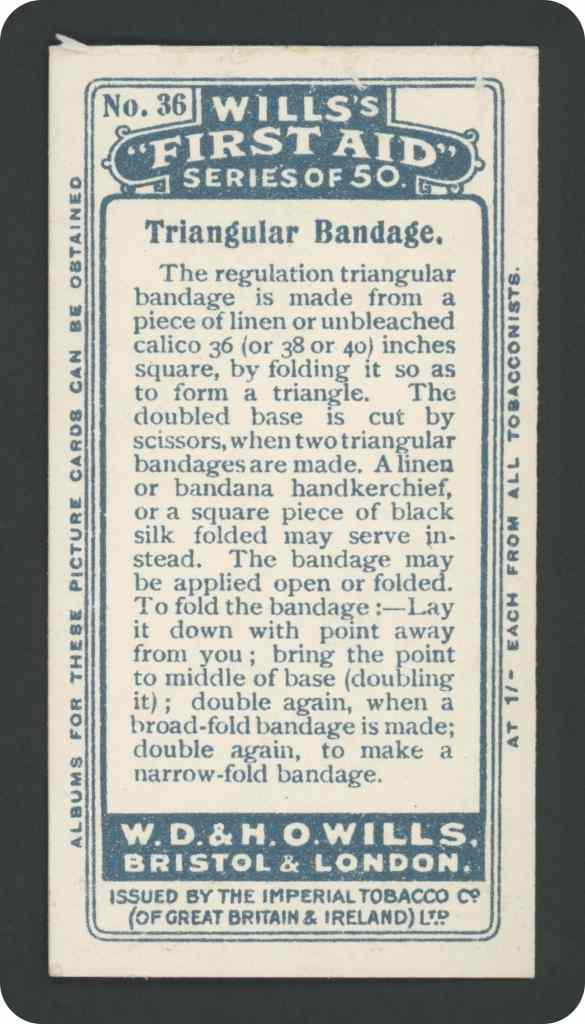 No. 36
WILLS'S
"FIRST AID"
SERIES OF 50.
Triangular Bandage.
The regulation triangular
bandage is made from a
piece of linen or unbleached
calico 36 (or 38 or 40) inches
square, by folding it so as
to form a triangle. The
doubled base is cut by
scissors, when two triangular
bandages are made. A linen
or bandana handkerchief,
or a square piece of black
silk folded may serve in-
stead. The bandage may
be applied open or folded.
To fold the bandage :—Lay
it down with point away
from you ; bring the point
to middle of base (doubling
it) ; double again, when a
broad-fold bandage is made;
double again, to make a
narrow-fold bandage.
W.D.&H.O.WILLS.
BRISTOL & LONDON.
ISSUED BY THE IMPERIAL TOBACCO Cº
(OF GREAT BRITAIN & IRELAND) LTD
ALBUMS FOR THESE PICTURE CARDS CAN BE OBTAINED
AT 1/- EACH FROM ALL TOBACCONISTS.